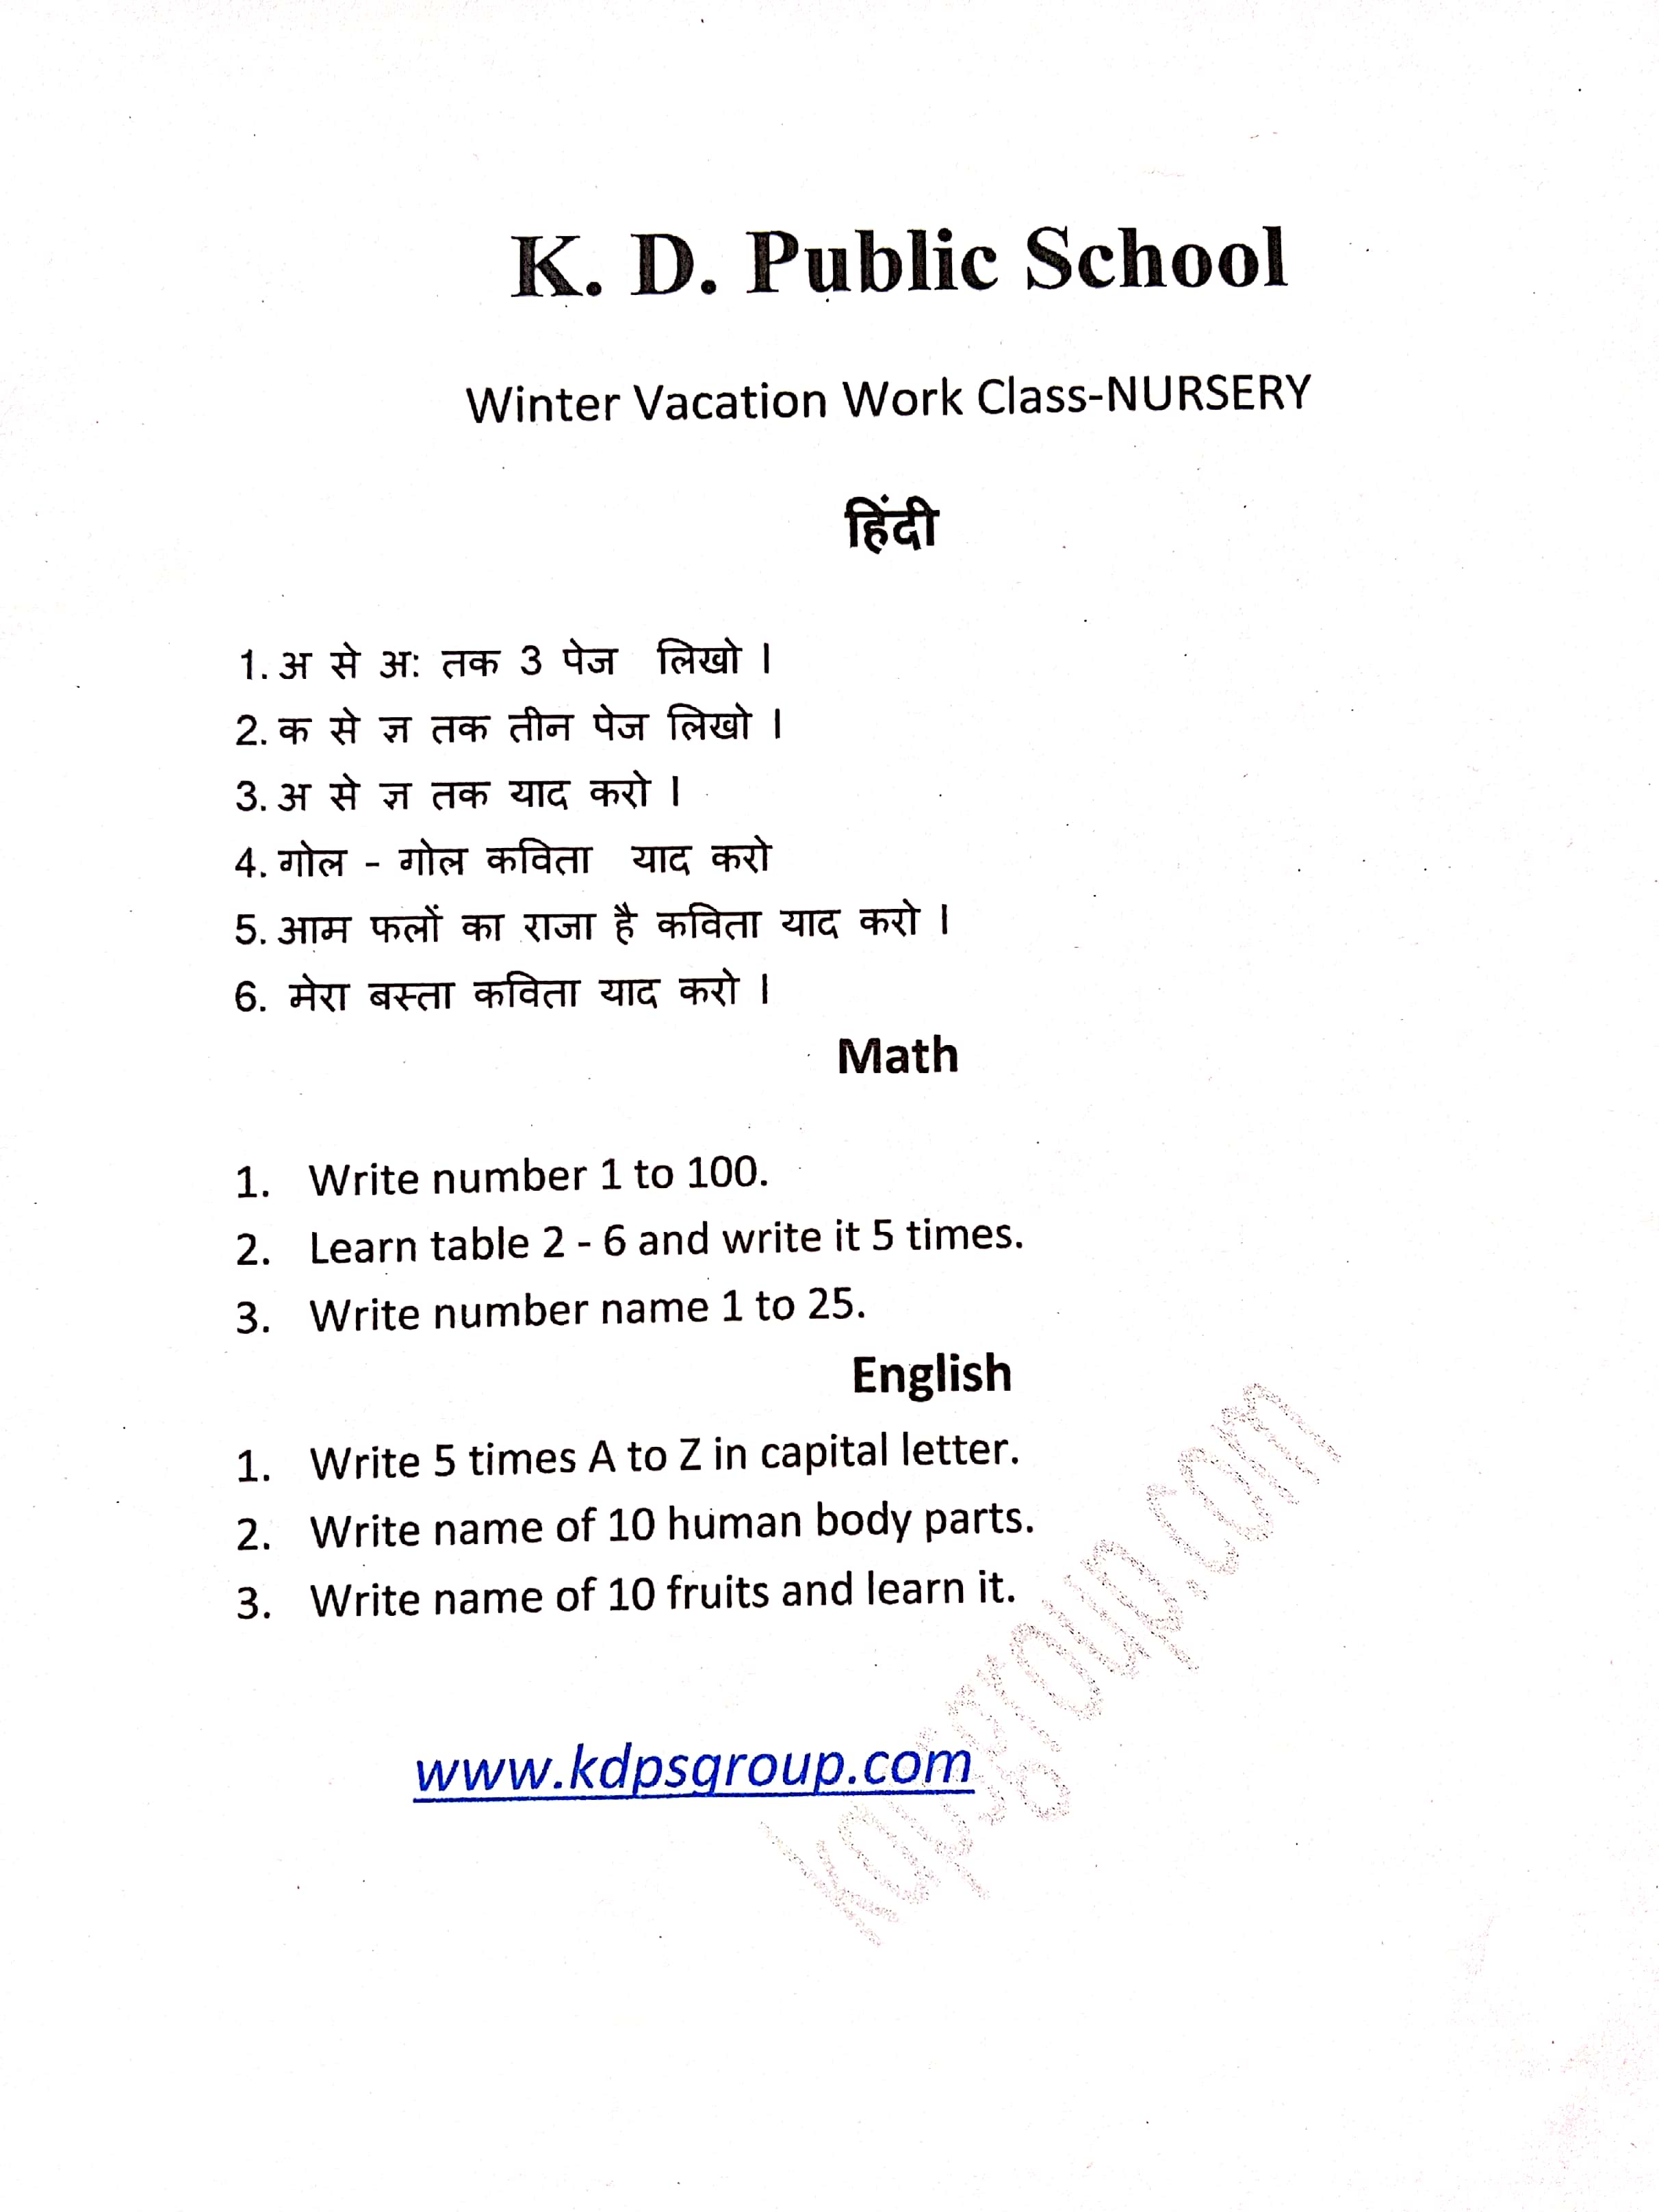 K. D. Public School
Winter Vacation Work Class-NURSERY
हिंदी
1. अ से अ: तक 3 पेज लिखो ।
2. क से ज्ञ तक तीन पेज लिखो ।
3. अ से ज्ञ तक याद करो ।
4. गोल - गोल कविता याद करो
5. आम फलों का राजा है कविता याद करो ।
6. मेरा बस्ता कविता याद करो ।
Math
1. Write number 1 to 100.
2. Learn table 2 - 6 and write it 5 times.
3. Write number name 1 to 25.
English
1. Write 5 times A to Z in capital letter.
2. Write name of 10 human body parts.
3. Write name of 10 fruits and learn it.
www.kdpsgroup.com
kdpsgroup.com